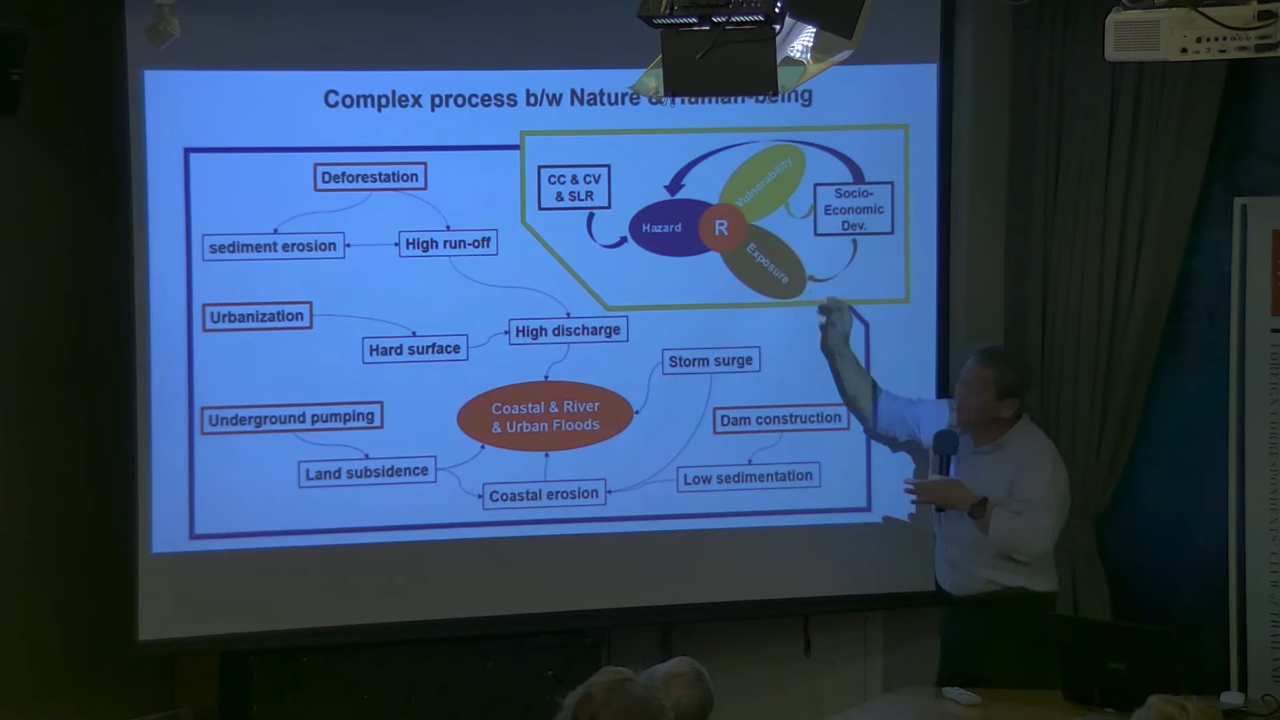 Complex process b/w Nature & Human-being
Deforestation
sediment erosion
High run-off
Urbanization
Hard surface
High discharge
Underground pumping
Land subsidence
Coastal & River
& Urban Floods
Coastal erosion
Storm surge
Dam construction
Low sedimentation
CC & CV
& SLR
Hazard
R
Vulnerability
Exposure
Socio-
Economic
Dev.